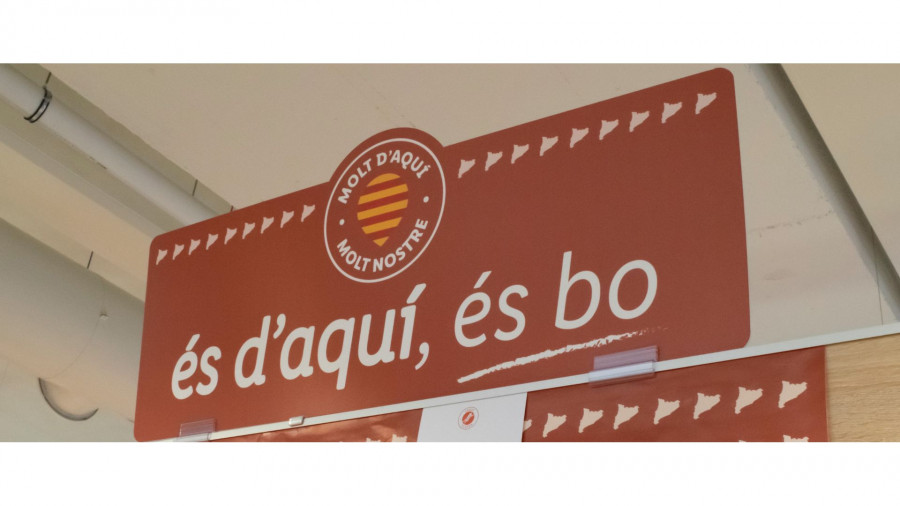 MOLT D'AQUÍ
MOLT NOSTRE
és d'aquí, és bo